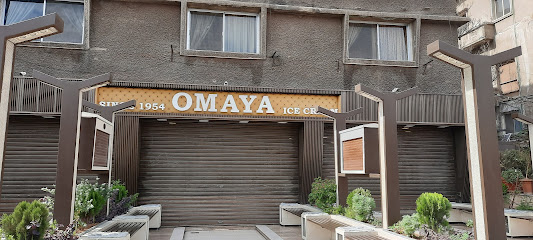 SINCE 1954 OMAYA ICE CREAM